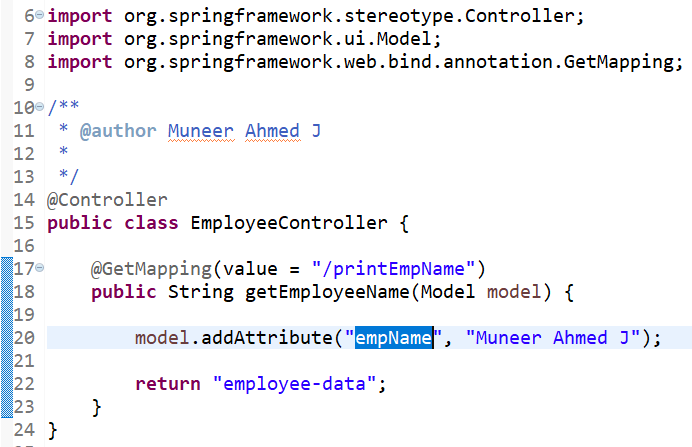 6 import org.springframework.stereotype.Controller;
7 import org.springframework.ui.Model;
8 import org.springframework.web.bind.annotation.GetMapping;
9
10 /**
11  * @author Muneer Ahmed J
12  *
13  */
14 @Controller
15 public class EmployeeController {
16
17     @GetMapping(value = "/printEmpName")
18     public String getEmployeeName(Model model) {
19
20         model.addAttribute("empName", "Muneer Ahmed J");
21
22         return "employee-data";
23     }
24 }